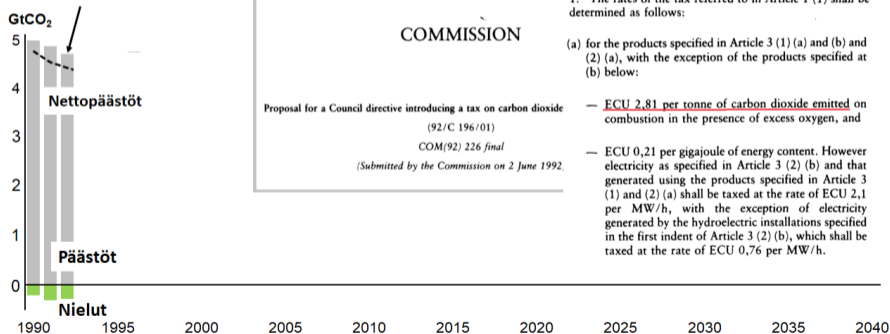 GtCO2
5
4
3
2
1
0
Nettopäästöt
Päästöt
Nielut
1990 1995 2000 2005 2010 2015 2020 2025 2030 2035 2040
COMMISSION
Proposal for a Council directive introducing a tax on carbon dioxide
(92/C 196/01)
COM(92) 226 final
(Submitted by the Commission on 2 June 1992
determined as follows:
(a) for the products specified in Article 3 (1) (a) and (b) and
(2) (a), with the exception of the products specified at
(b) below:
— ECU 2,81 per tonne of carbon dioxide emitted on
combustion in the presence of excess oxygen, and
— ECU 0,21 per gigajoule of energy content. However
electricity as specified in Article 3 (2) (b) and that
generated using the products specified in Article 3
(1) and (2) (a) shall be taxed at the rate of ECU 2,1
per MW/h, with the exception of electricity
generated by the hydroelectric installations specified
in the first indent of Article 3 (2) (b), which shall be
taxed at the rate of ECU 0,76 per MW/h.